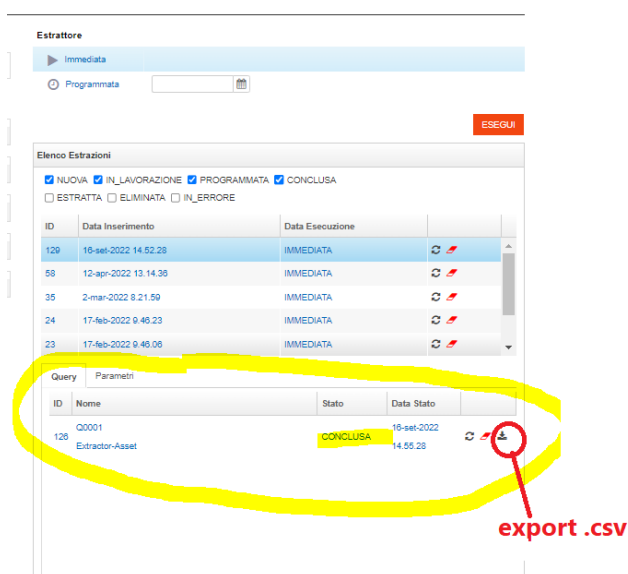 Estrattore
Immediata
Programmata
ESEGUI
Elenco Estrazioni
NUOVA IN_LAVORAZIONE PROGRAMMATA CONCLUSA
ESTRATTA ELIMINATA IN_ERRORE
ID Data Inserimento Data Esecuzione
129 16-set-2022 14.52.28 IMMEDIATA
58 12-apr-2022 13.14.36 IMMEDIATA
35 2-mar-2022 8.21.59 IMMEDIATA
24 17-feb-2022 9.46.23 IMMEDIATA
23 17-feb-2022 9.46.06 IMMEDIATA
Query Parametri
ID Nome Stato Data Stato
126 Q0001 Extractor-Asset CONCLUSA 16-set-2022 14.55.28
export .csv